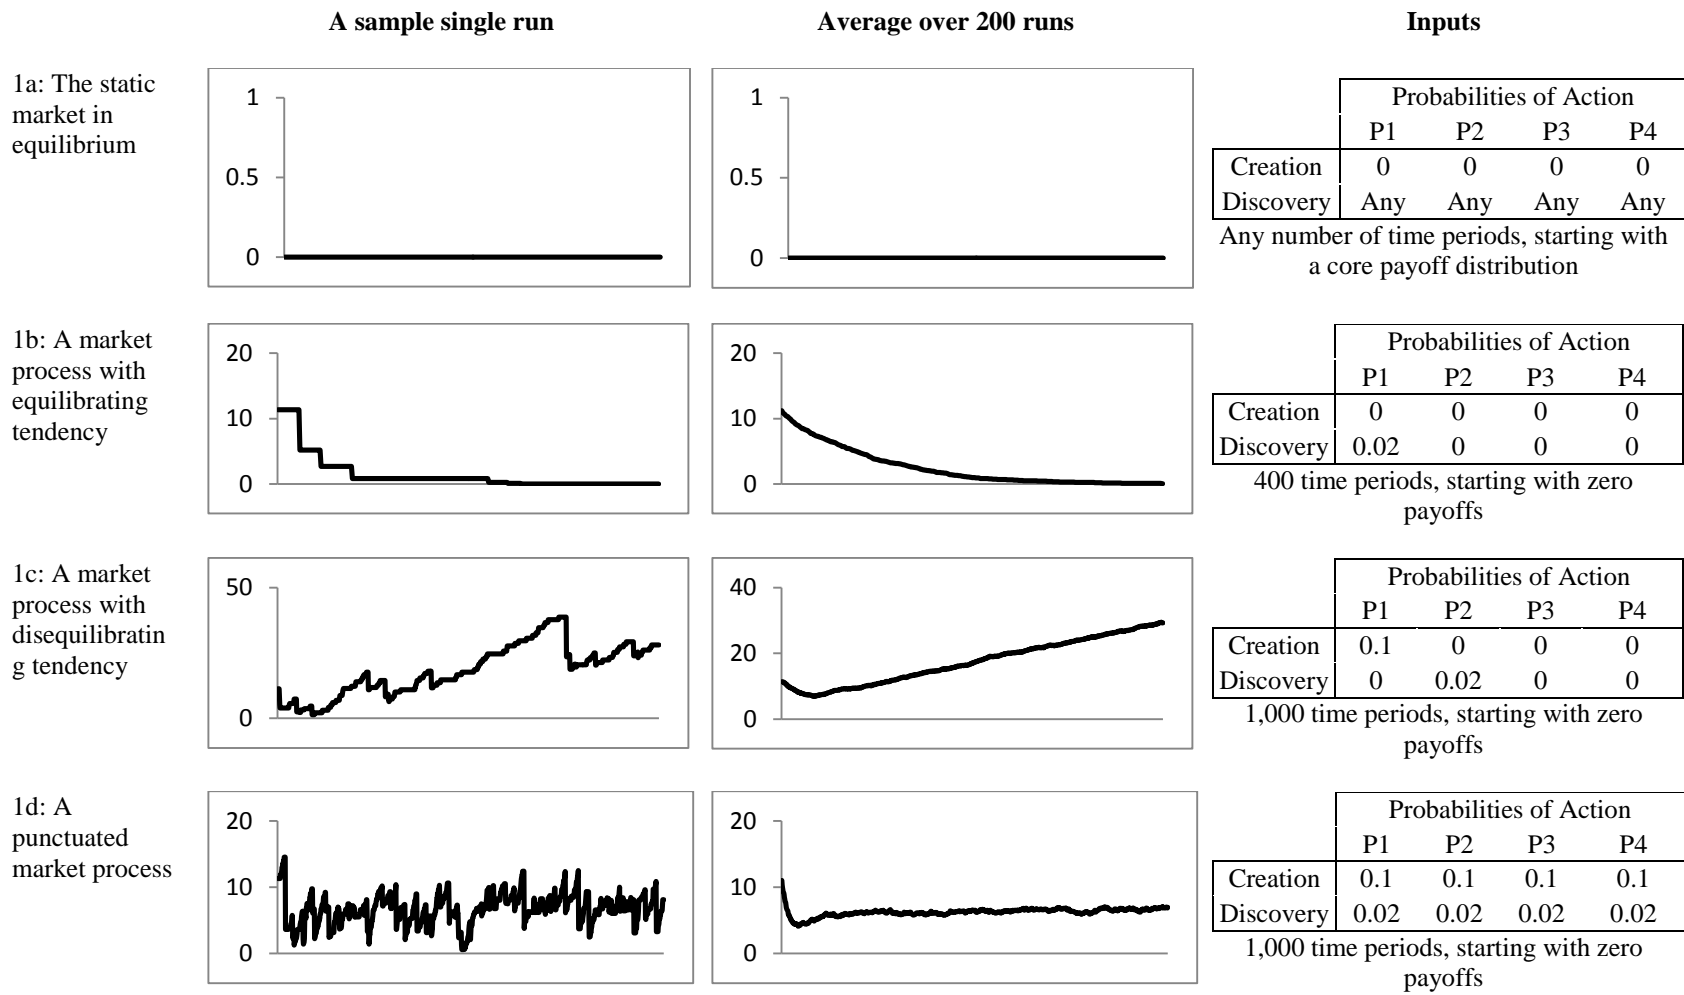 A sample single run
Average over 200 runs
Inputs
1a: The static
market in
equilibrium
1
0.5
0
1
0.5
0
Probabilities of Action
P1 P2 P3 P4
Creation 0 0 0 0
Discovery Any Any Any Any
Any number of time periods, starting with
a core payoff distribution
1b: A market
process with
equilibrating
tendency
20
10
0
20
10
0
Probabilities of Action
P1 P2 P3 P4
Creation 0 0 0 0
Discovery 0.02 0 0 0
400 time periods, starting with zero
payoffs
1c: A market
process with
disequilibratin
g tendency
50
0
40
20
0
Probabilities of Action
P1 P2 P3 P4
Creation 0.1 0 0 0
Discovery 0 0.02 0 0
1,000 time periods, starting with zero
payoffs
1d: A
punctuated
market process
20
10
0
20
10
0
Probabilities of Action
P1 P2 P3 P4
Creation 0.1 0.1 0.1 0.1
Discovery 0.02 0.02 0.02 0.02
1,000 time periods, starting with zero
payoffs